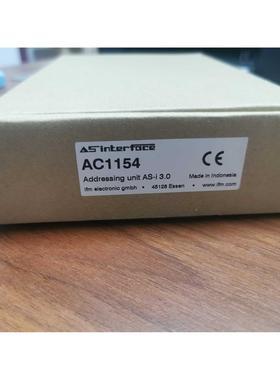 AS interface
AC1154
Addressing unit AS-i 3.0
ifm electronic gmbh • 45128 Essen • www.ifm.com
CE
Made in Indonesia